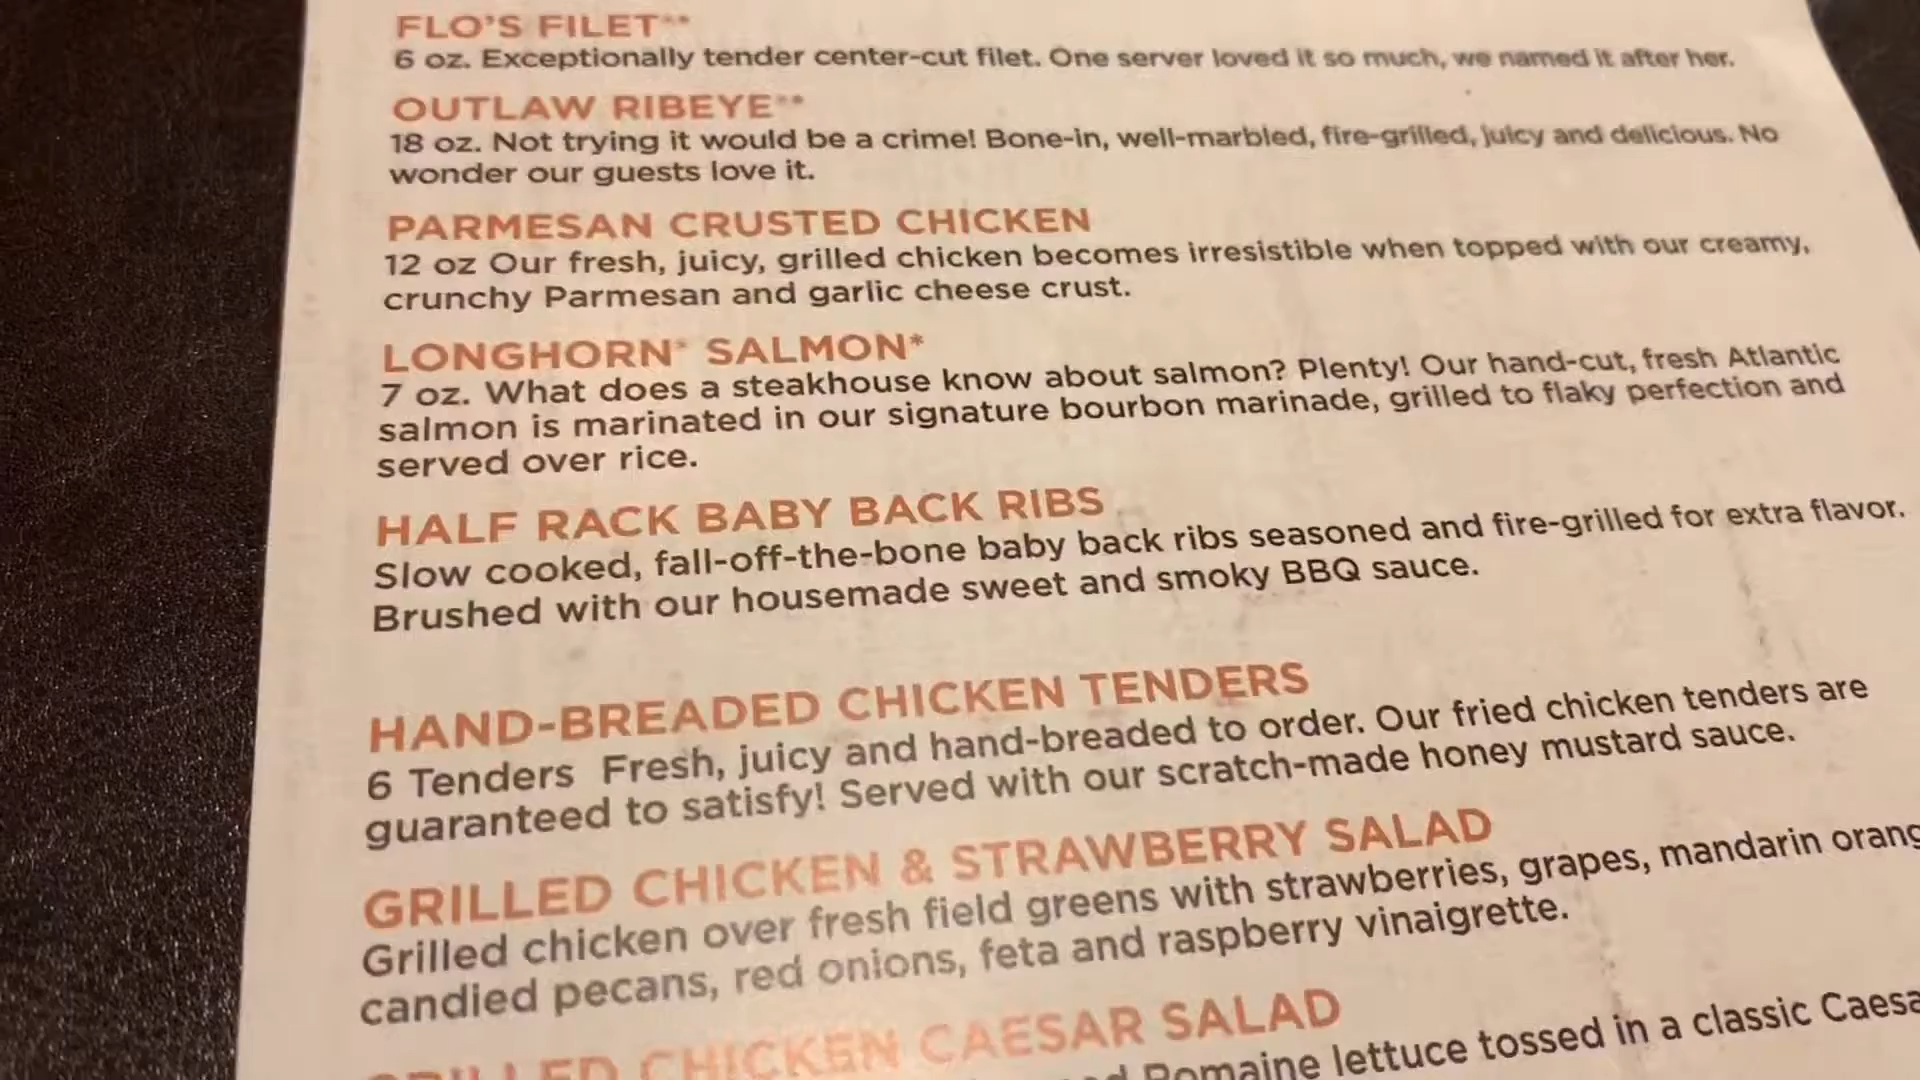 FLO'S FILET**
6 oz. Exceptionally tender center-cut filet. One server loved it so much, we named it after her.
OUTLAW RIBEYE**
18 oz. Not trying it would be a crime! Bone-in, well-marbled, fire-grilled, juicy and delicious. No
wonder our guests love it.
PARMESAN CRUSTED CHICKEN
12 oz Our fresh, juicy, grilled chicken becomes irresistible when topped with our creamy,
crunchy Parmesan and garlic cheese crust.
LONGHORN® SALMON*
7 oz. What does a steakhouse know about salmon? Plenty! Our hand-cut, fresh Atlantic
salmon is marinated in our signature bourbon marinade, grilled to flaky perfection and
served over rice.
HALF RACK BABY BACK RIBS
Slow cooked, fall-off-the-bone baby back ribs seasoned and fire-grilled for extra flavor.
Brushed with our housemade sweet and smoky BBQ sauce.
HAND-BREADED CHICKEN TENDERS
6 Tenders Fresh, juicy and hand-breaded to order. Our fried chicken tenders are
guaranteed to satisfy! Served with our scratch-made honey mustard sauce.
GRILLED CHICKEN & STRAWBERRY SALAD
Grilled chicken over fresh field greens with strawberries, grapes, mandarin orang
candied pecans, red onions, feta and raspberry vinaigrette.
GRILLED CHICKEN CAESAR SALAD
Romaine lettuce tossed in a classic Caesa